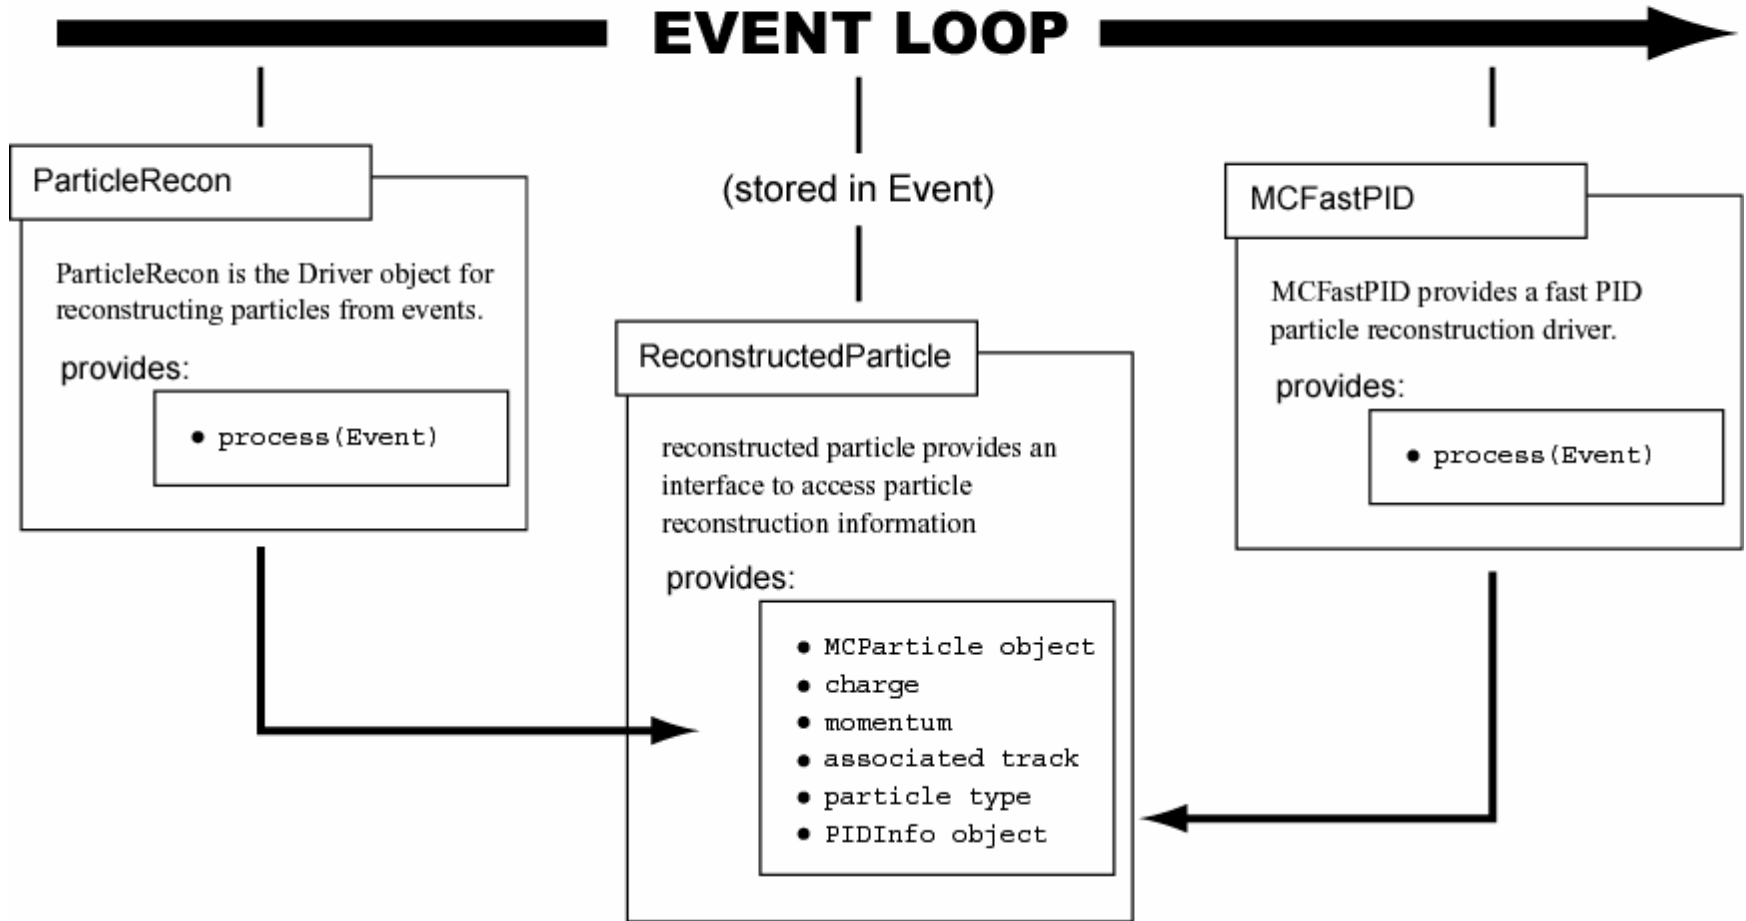 EVENT LOOP
ParticleRecon
ParticleRecon is the Driver object for
reconstructing particles from events.
provides:
• process(Event)
(stored in Event)
ReconstructedParticle
reconstructed particle provides an
interface to access particle
reconstruction information
provides:
• MCParticle object
• charge
• momentum
• associated track
• particle type
• PIDInfo object
MCFastPID
MCFastPID provides a fast PID
particle reconstruction driver.
provides:
• process(Event)